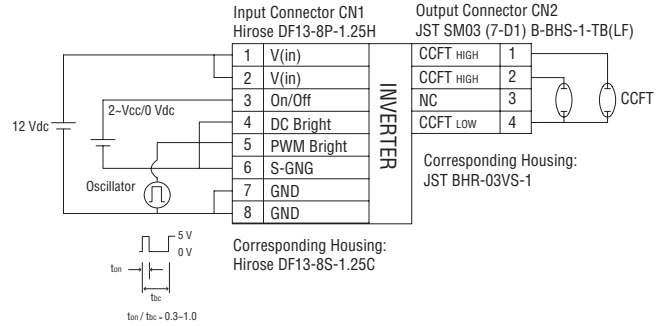 Input Connector CN1
Hirose DF13-8P-1.25H
Output Connector CN2
JST SM03 (7-D1) B-BHS-1-TB(LF)
1 V(in)
2 V(in)
3 On/Off
4 DC Bright
5 PWM Bright
6 S-GNG
7 GND
8 GND
INVERTER
CCFT HIGH 1
CCFT HIGH 2
NC 3
CCFT LOW 4
CCFT
12 Vdc
2~Vcc/0 Vdc
Oscillator
Corresponding Housing:
JST BHR-03VS-1
Corresponding Housing:
Hirose DF13-8S-1.25C
5 V
0 V
ton
tbc
ton / tbc = 0.3~1.0